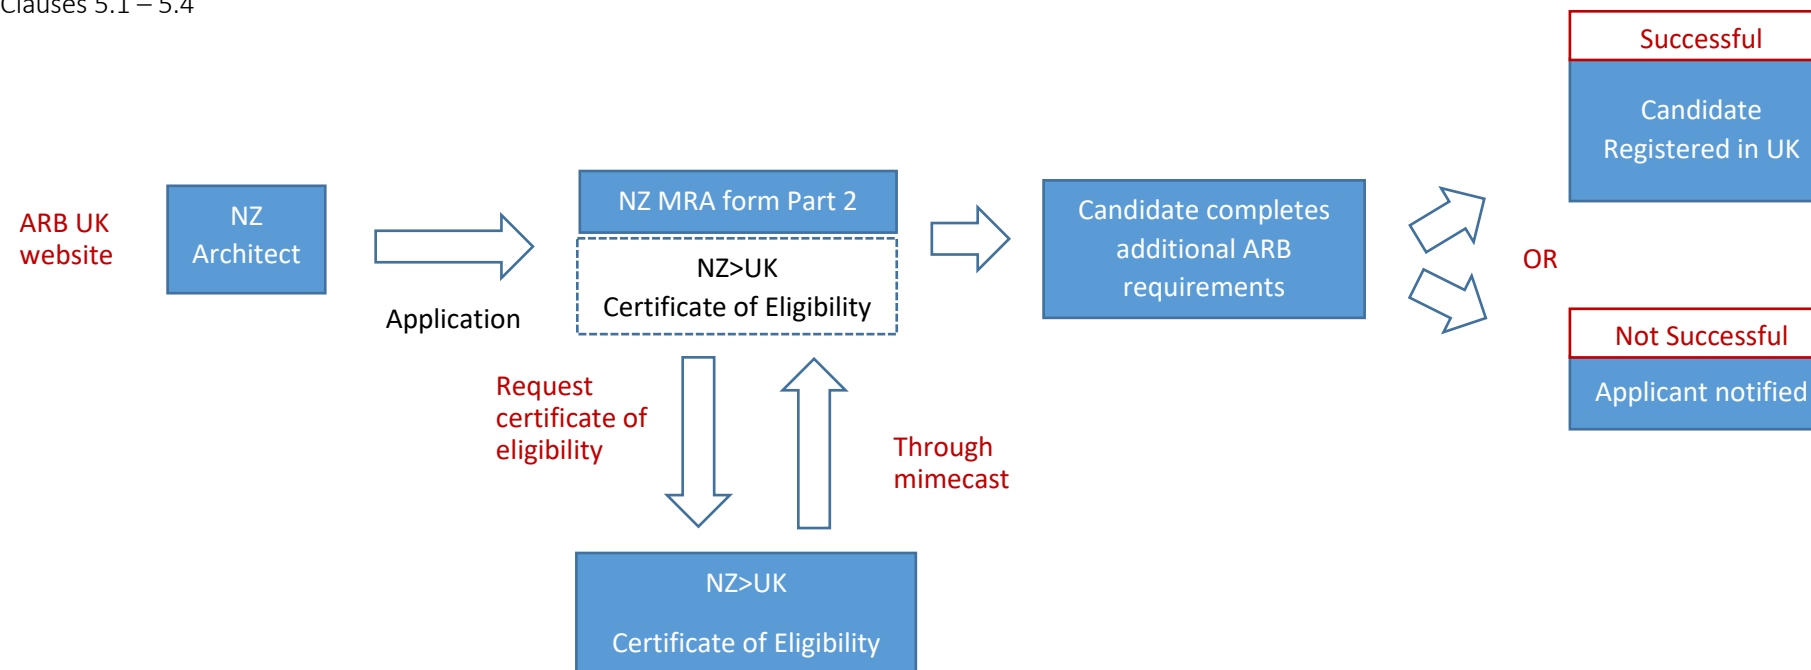 Clauses 5.1 – 5.4
ARB UK
website
NZ
Architect
Application
NZ MRA form Part 2
NZ>UK
Certificate of Eligibility
Request
certificate of
eligibility
Through
mimecast
NZ>UK
Certificate of Eligibility
Candidate completes
additional ARB
requirements
Successful
Candidate
Registered in UK
OR
Not Successful
Applicant notified